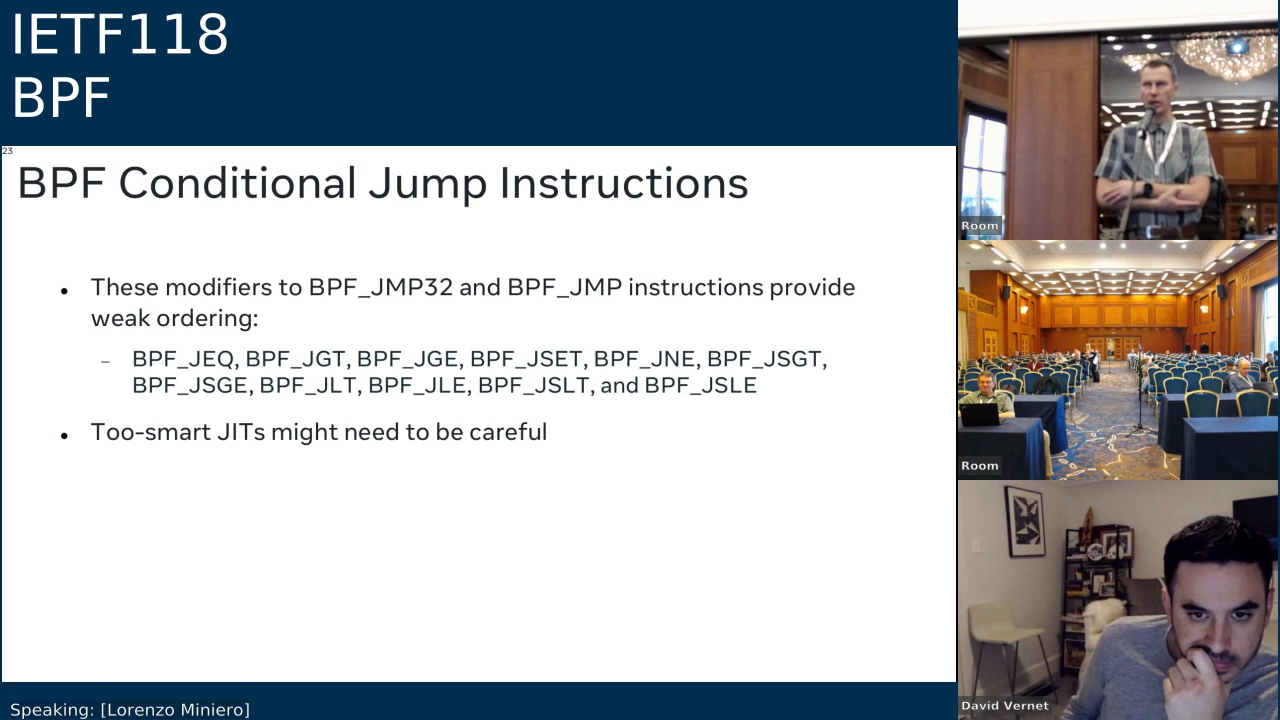 IETF118
BPF
23
BPF Conditional Jump Instructions
• These modifiers to BPF_JMP32 and BPF_JMP instructions provide
weak ordering:
– BPF_JEQ, BPF_JGT, BPF_JGE, BPF_JSET, BPF_JNE, BPF_JSGT,
BPF_JSGE, BPF_JLT, BPF_JLE, BPF_JSLT, and BPF_JSLE
• Too-smart JITs might need to be careful
Speaking: [Lorenzo Miniero]
Room
Room
David Vernet